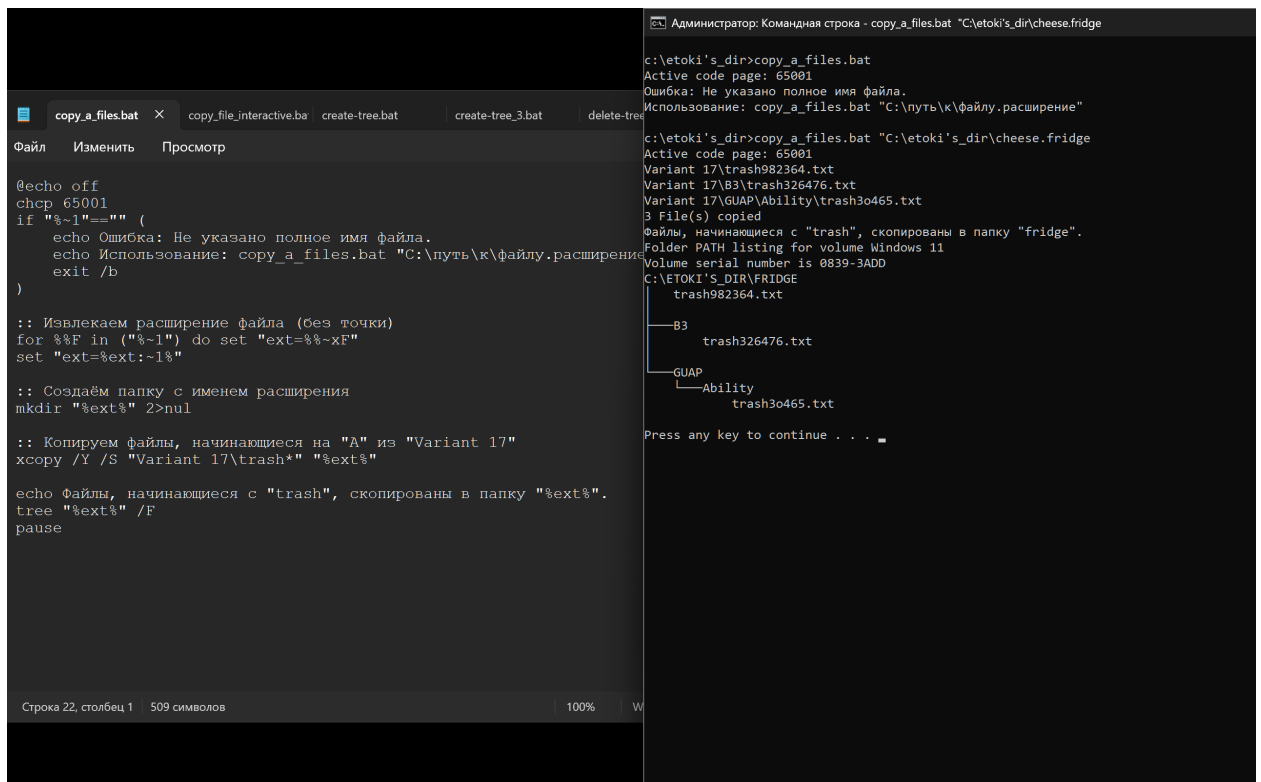 copy_a_files.bat
copy_file_interactive.ba
create-tree.bat
create-tree_3.bat
delete-tree
Файл
Изменить
Просмотр
@echo off
chcp 65001
if "%~1"=="" (
echo Ошибка: Не указано полное имя файла.
echo Использование: copy_a_files.bat "C:\путь\к\файлу.расширение
exit /b
)
:: Извлекаем расширение файла (без точки)
for %%F in ("%~1") do set "ext=%%~xF"
set "ext=%ext:~1%"
:: Создаём папку с именем расширения
mkdir "%ext%" 2>nul
:: Копируем файлы, начинающиеся на "A" из "Variant 17"
xcopy /Y /S "Variant 17\trash*" "%ext%"
echo Файлы, начинающиеся с "trash", скопированы в папку "%ext%".
tree "%ext%" /F
pause
Строка 22, столбец 1
509 символов
100%
W
Администратор: Командная строка - copy_a_files.bat "C:\etoki's_dir\cheese.fridge
c:\etoki's_dir>copy_a_files.bat
Active code page: 65001
Ошибка: Не указано полное имя файла.
Использование: copy_a_files.bat "C:\путь\к\файлу.расширение"
c:\etoki's_dir>copy_a_files.bat "C:\etoki's_dir\cheese.fridge
Active code page: 65001
Variant 17\trash982364.txt
Variant 17\B3\trash326476.txt
Variant 17\GUAP\Ability\trash3o465.txt
3 File(s) copied
Файлы, начинающиеся с "trash", скопированы в папку "fridge".
Folder PATH listing for volume Windows 11
Volume serial number is 0839-3ADD
C:\ETOKI'S_DIR\FRIDGE
│   trash982364.txt
│
├───B3
│       trash326476.txt
│
└───GUAP
└───Ability
trash3o465.txt
Press any key to continue . . .